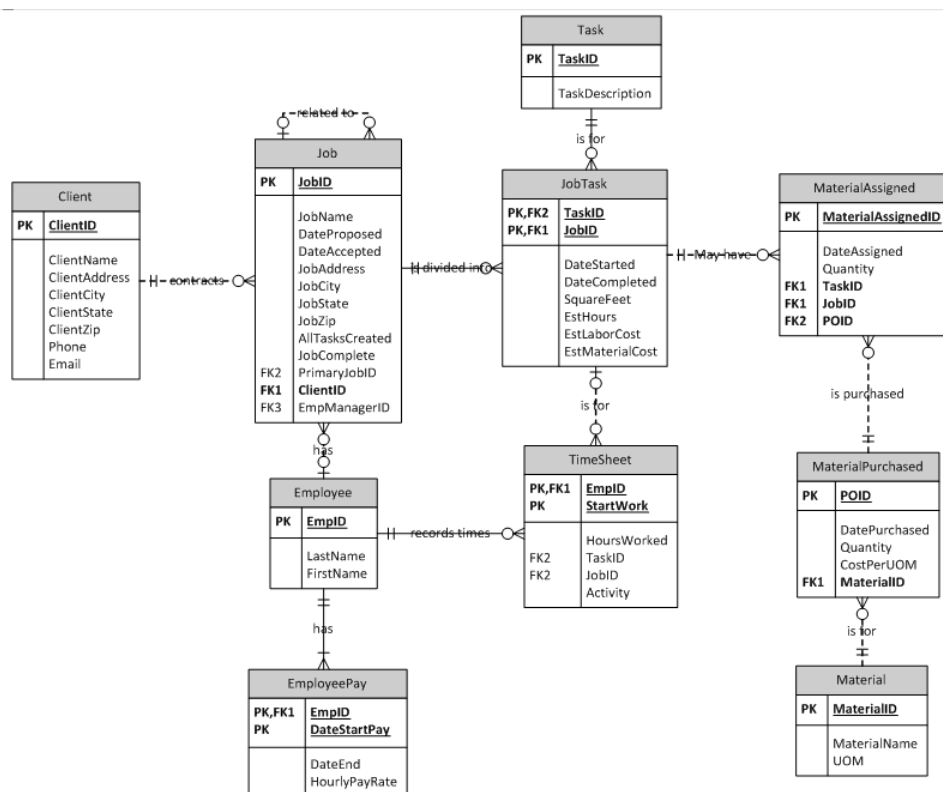 Task
PK TaskID
TaskDescription
is for
related to
Job
PK JobID
JobName
DateProposed
DateAccepted
JobAddress
JobCity
JobState
JobZip
AllTasksCreated
JobComplete
FK2 PrimaryJobID
FK1 ClientID
FK3 EmpManagerID
Client
PK ClientID
ClientName
ClientAddress
ClientCity
ClientState
ClientZip
Phone
Email
contracts
is divided into
JobTask
PK,FK2 TaskID
PK,FK1 JobID
DateStarted
DateCompleted
SquareFeet
EstHours
EstLaborCost
EstMaterialCost
May have
MaterialAssigned
PK MaterialAssignedID
DateAssigned
Quantity
FK1 TaskID
FK1 JobID
FK2 POID
is purchased
is for
has
Employee
PK EmpID
LastName
FirstName
records times
TimeSheet
PK,FK1 EmpID
PK StartWork
HoursWorked
FK2 TaskID
FK2 JobID
Activity
MaterialPurchased
PK POID
DatePurchased
Quantity
CostPerUOM
FK1 MaterialID
is for
has
EmployeePay
PK,FK1 EmpID
PK DateStartPay
DateEnd
HourlyPayRate
Material
PK MaterialID
MaterialName
UOM